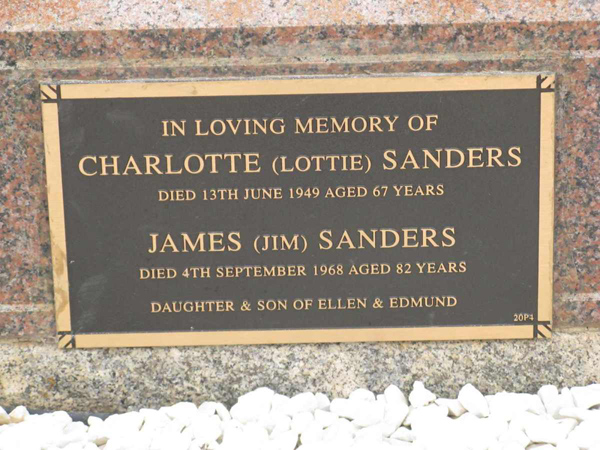 IN LOVING MEMORY OF
CHARLOTTE (LOTTIE) SANDERS
DIED 13TH JUNE 1949 AGED 67 YEARS
JAMES (JIM) SANDERS
DIED 4TH SEPTEMBER 1968 AGED 82 YEARS
DAUGHTER & SON OF ELLEN & EDMUND